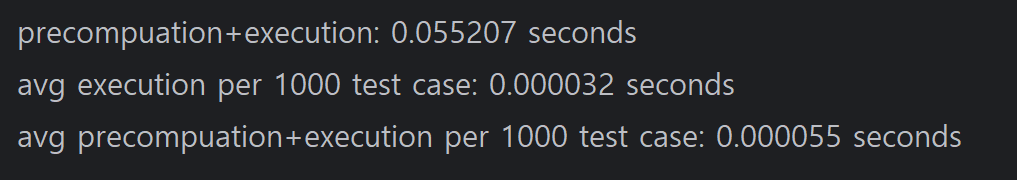 precompuation+execution: 0.055207 seconds
avg execution per 1000 test case: 0.000032 seconds
avg precompuation+execution per 1000 test case: 0.000055 seconds